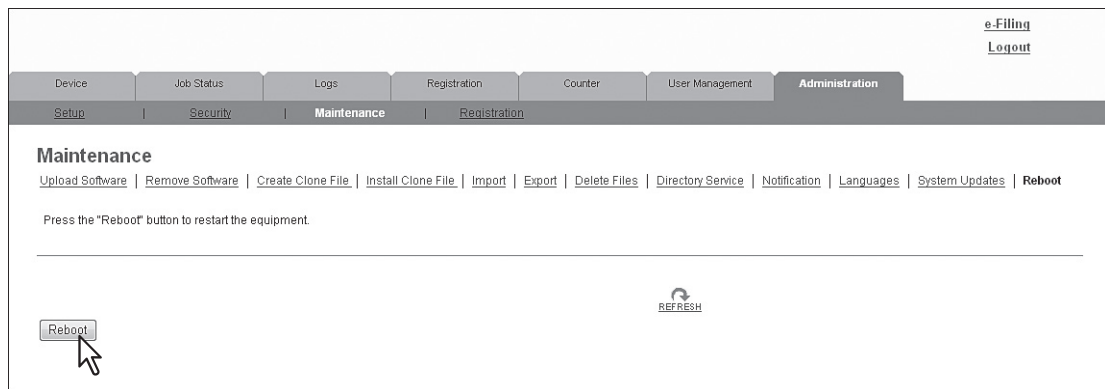 e-Filing
Logout
Device Job Status Logs Registration Counter User Management Administration
Setup | Security | Maintenance | Registration
Maintenance
Upload Software | Remove Software | Create Clone File | Install Clone File | Import | Export | Delete Files | Directory Service | Notification | Languages | System Updates | Reboot
Press the "Reboot" button to restart the equipment.
REFRESH
Reboot